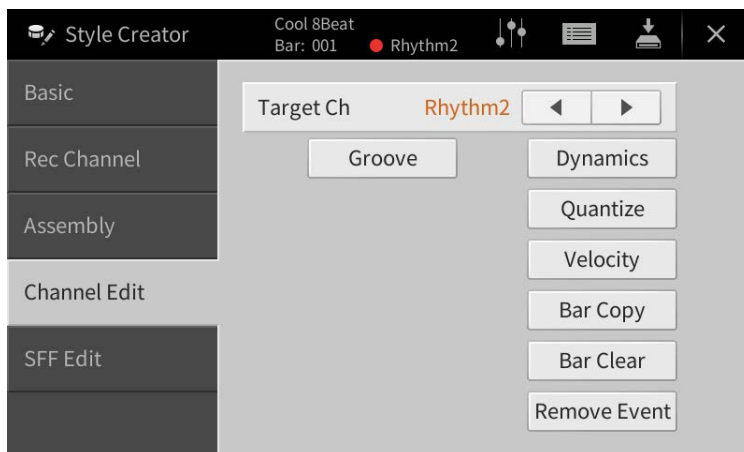 Style Creator
Cool 8Beat
Bar: 001 Rhythm2
Basic
Rec Channel
Assembly
Channel Edit
SFF Edit
Target Ch Rhythm2
Groove
Dynamics
Quantize
Velocity
Bar Copy
Bar Clear
Remove Event